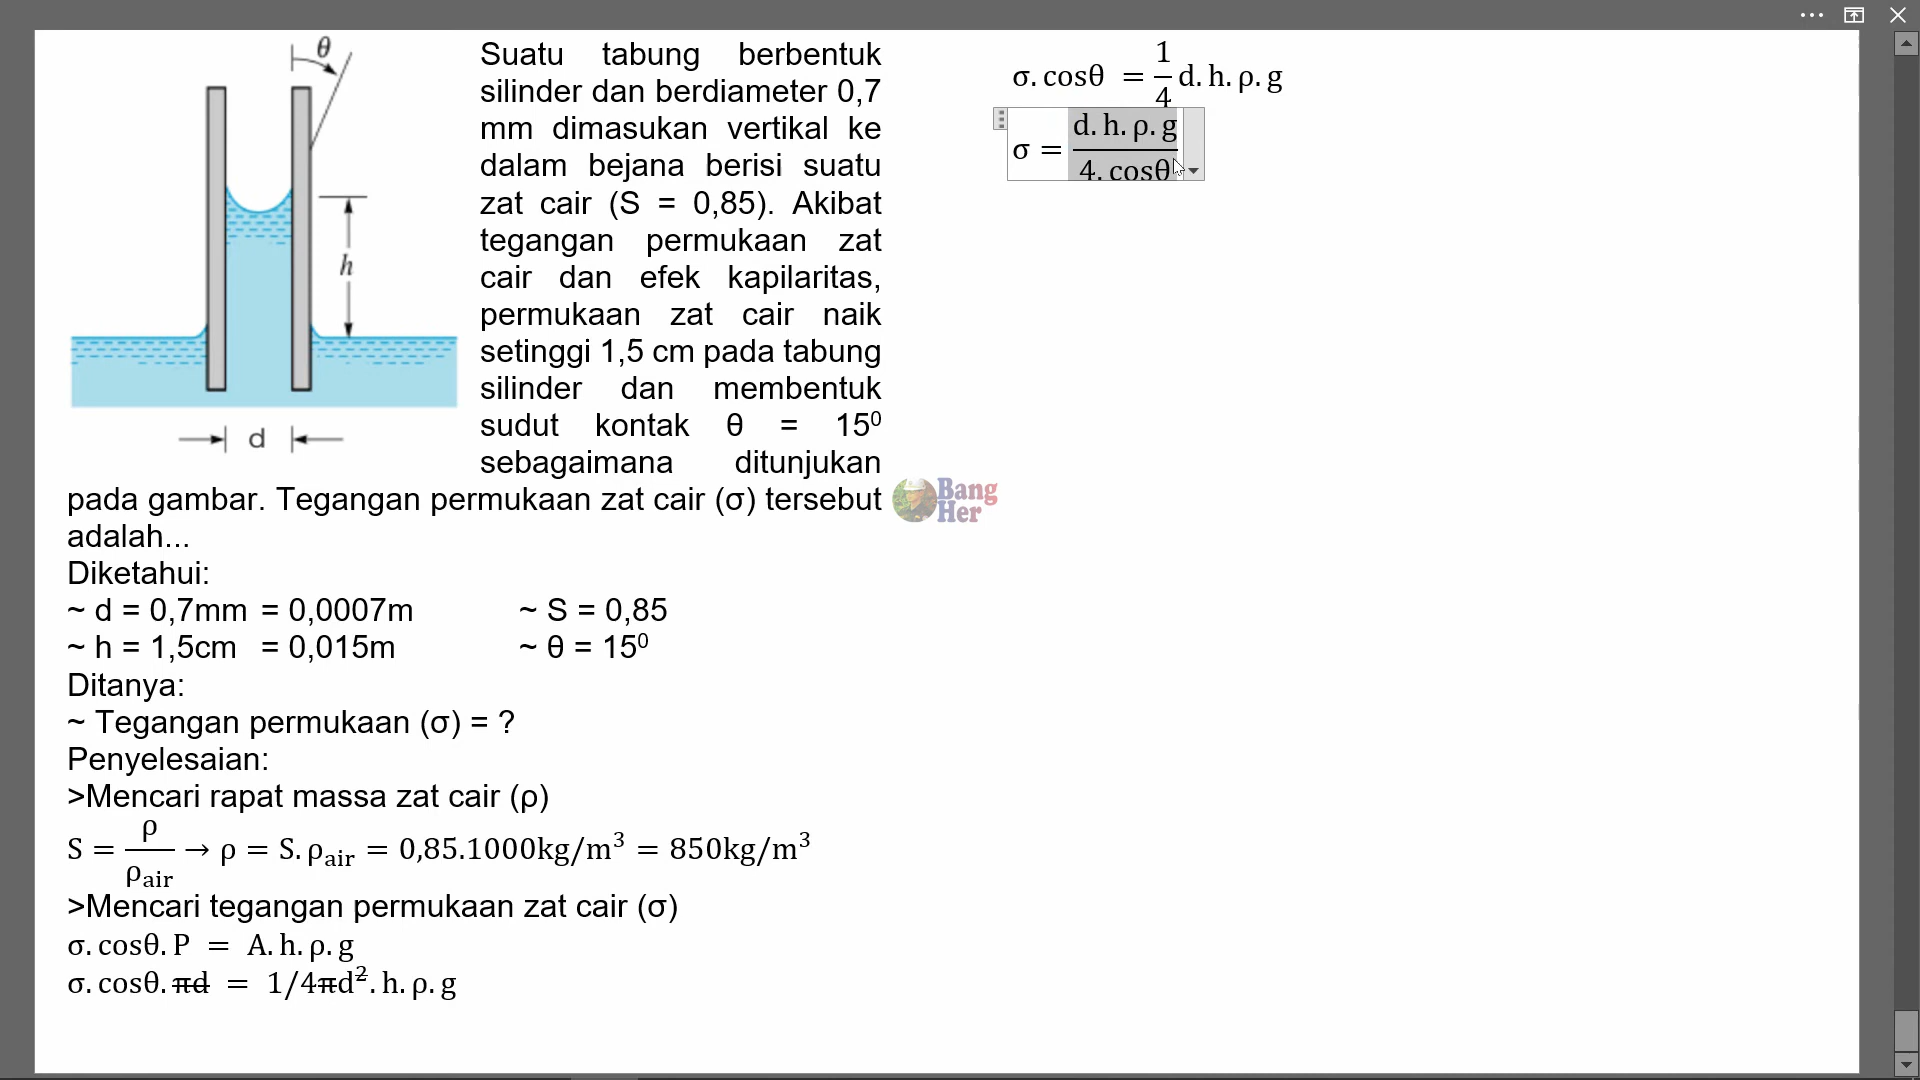 θ
h
d
Suatu tabung berbentuk
silinder dan berdiameter 0,7
mm dimasukan vertikal ke
dalam bejana berisi suatu
zat cair (S = 0,85). Akibat
tegangan permukaan zat
cair dan efek kapilaritas,
permukaan zat cair naik
setinggi 1,5 cm pada tabung
silinder dan membentuk
sudut kontak θ = 15⁰
sebagaimana ditunjukan
pada gambar. Tegangan permukaan zat cair (σ) tersebut
adalah...
Diketahui:
~ d = 0,7mm = 0,0007m ~ S = 0,85
~ h = 1,5cm = 0,015m ~ θ = 15⁰
Ditanya:
~ Tegangan permukaan (σ) = ?
Penyelesaian:
>Mencari rapat massa zat cair (ρ)
S = ρ/ρair → ρ = S. ρair = 0,85.1000kg/m³ = 850kg/m³
>Mencari tegangan permukaan zat cair (σ)
σ. cosθ. P = A. h. ρ. g
σ. cosθ. πd = 1/4πd². h. ρ. g
σ. cosθ = 1/4 d. h. ρ. g
σ = d. h. ρ. g/4. cosθ
Bang
Her